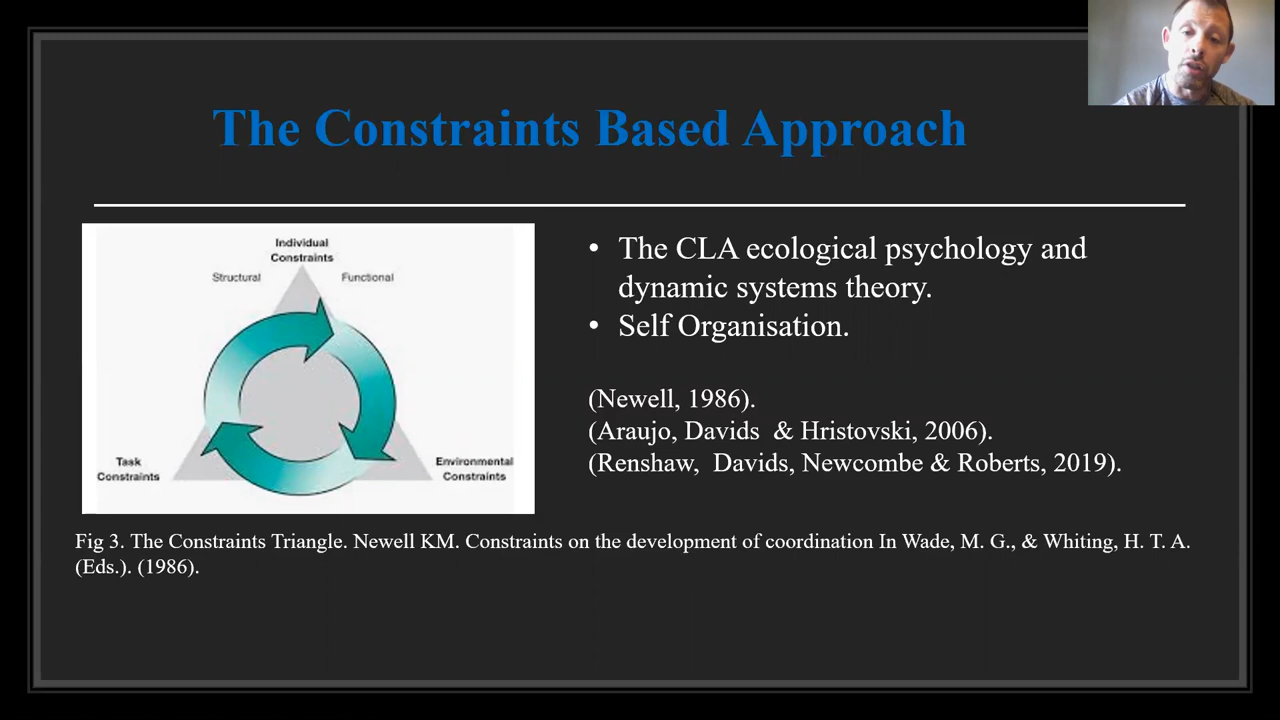 The Constraints Based Approach
Individual
Constraints
Structural
Functional
Task
Constraints
Environmental
Constraints
• The CLA ecological psychology and
dynamic systems theory.
• Self Organisation.
(Newell, 1986).
(Araujo, Davids & Hristovski, 2006).
(Renshaw, Davids, Newcombe & Roberts, 2019).
Fig 3. The Constraints Triangle. Newell KM. Constraints on the development of coordination In Wade, M. G., & Whiting, H. T. A.
(Eds.). (1986).